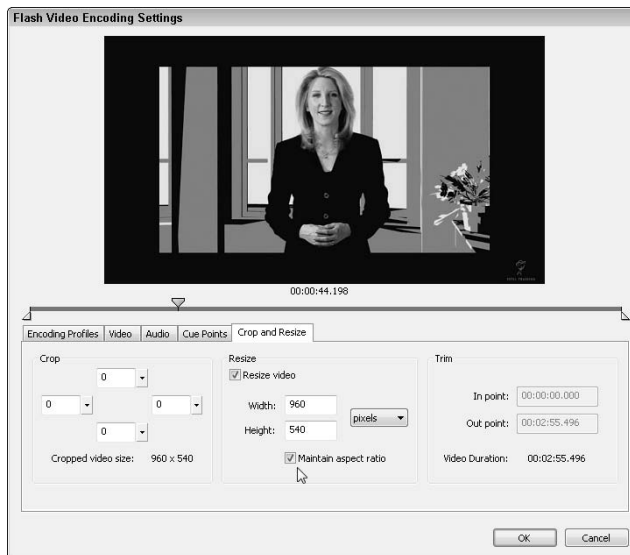 Flash Video Encoding Settings
00:00:44.198
Encoding Profiles Video Audio Cue Points Crop and Resize
Crop
0
0 0
0
Cropped video size: 960 x 540
Resize
Resize video
Width: 960
pixels
Height: 540
Maintain aspect ratio
Trim
In point: 00:00:00.000
Out point: 00:02:55.496
Video Duration: 00:02:55.496
OK Cancel